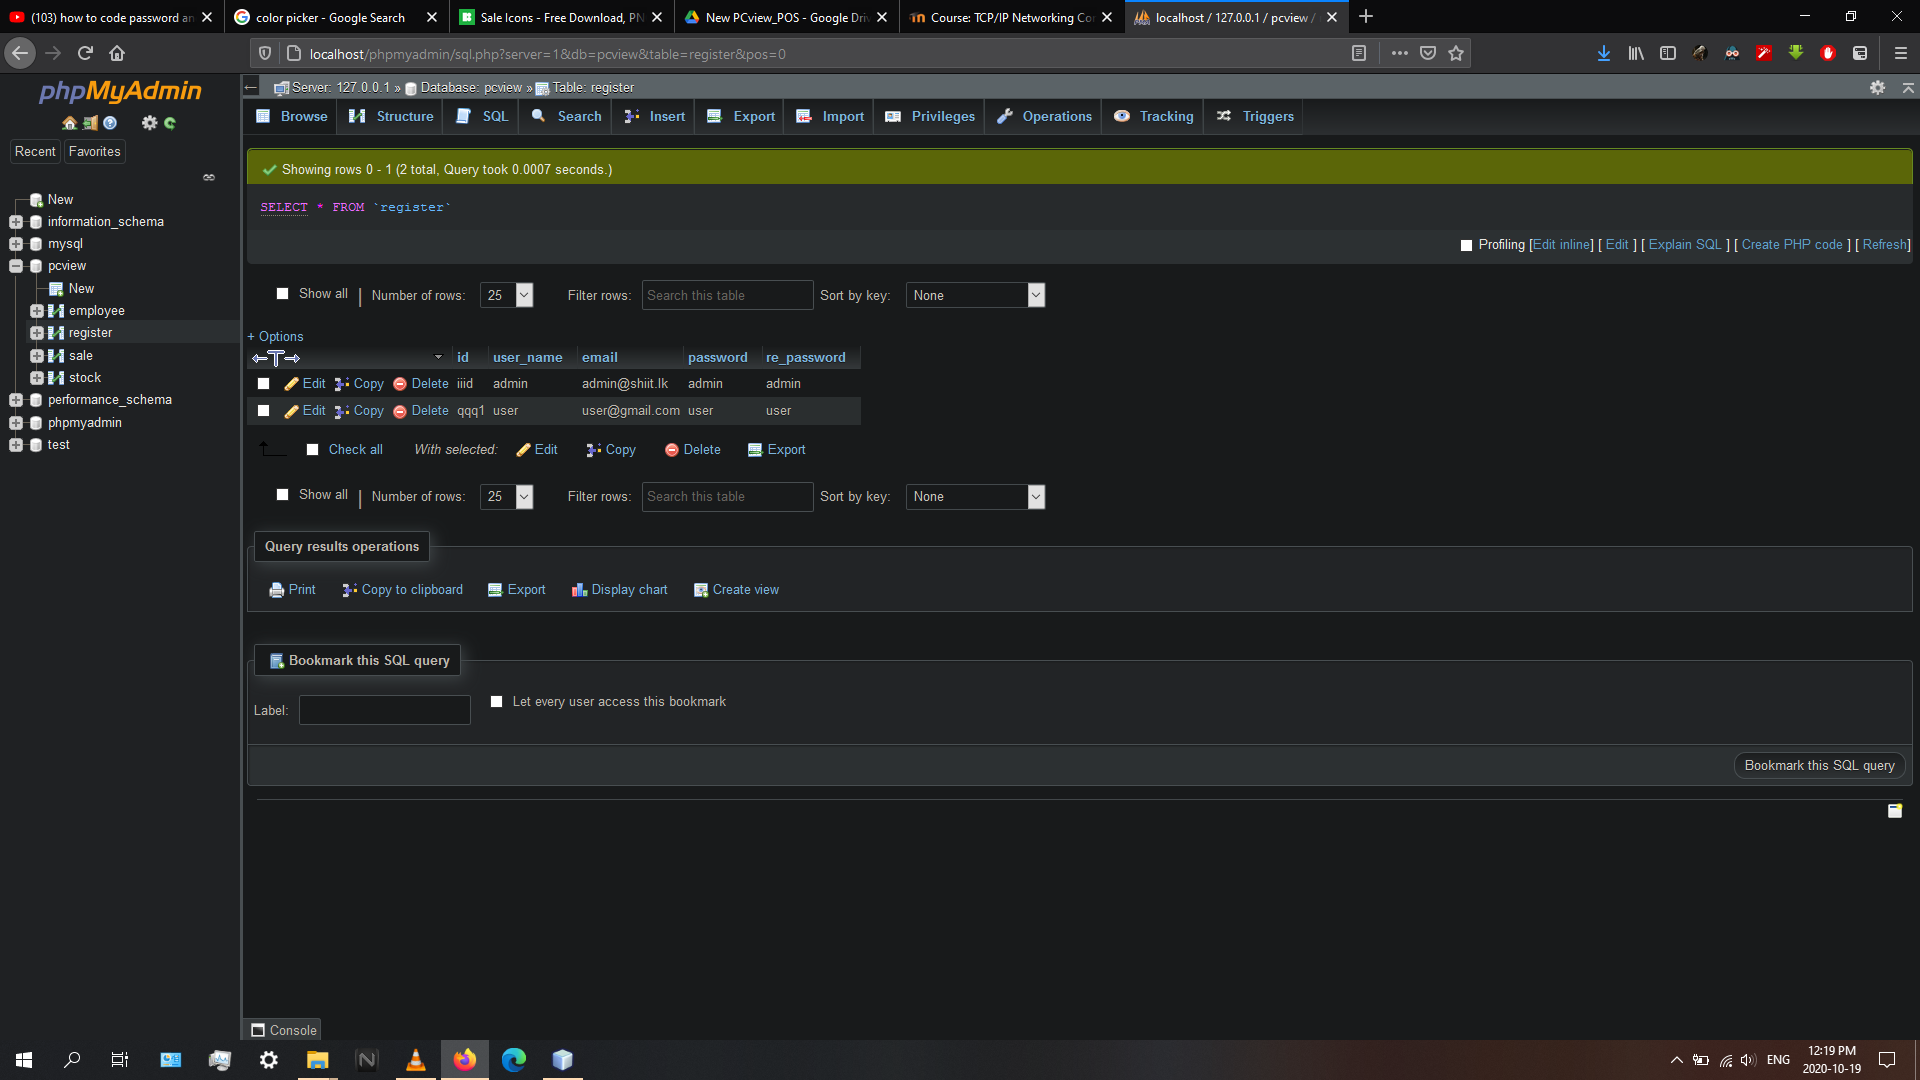 (103) how to code password an
color picker - Google Search
Sale Icons - Free Download, PN
New PCview_POS - Google Driv
Course: TCP/IP Networking Co
localhost / 127.0.0.1 / pcview /
localhost/phpmyadmin/sql.php?server=1&db=pcview&table=register&pos=0
phpMyAdmin
Recent
Favorites
New
information_schema
mysql
pcview
New
employee
register
sale
stock
performance_schema
phpmyadmin
test
Server: 127.0.0.1 » Database: pcview » Table: register
Browse Structure SQL Search Insert Export Import Privileges Operations Tracking Triggers
Showing rows 0 - 1 (2 total, Query took 0.0007 seconds.)
SELECT * FROM `register`
Profiling [Edit inline] [ Edit ] [ Explain SQL ] [ Create PHP code ] [ Refresh]
Show all | Number of rows: 25 Filter rows: Search this table Sort by key: None
+ Options
←T→ id user_name email password re_password
Edit Copy Delete iiid admin admin@shiit.lk admin admin
Edit Copy Delete qqq1 user user@gmail.com user user
Check all With selected: Edit Copy Delete Export
Show all | Number of rows: 25 Filter rows: Search this table Sort by key: None
Query results operations
Print Copy to clipboard Export Display chart Create view
Bookmark this SQL query
Label: Let every user access this bookmark
Bookmark this SQL query
Console
ENG
12:19 PM
2020-10-19